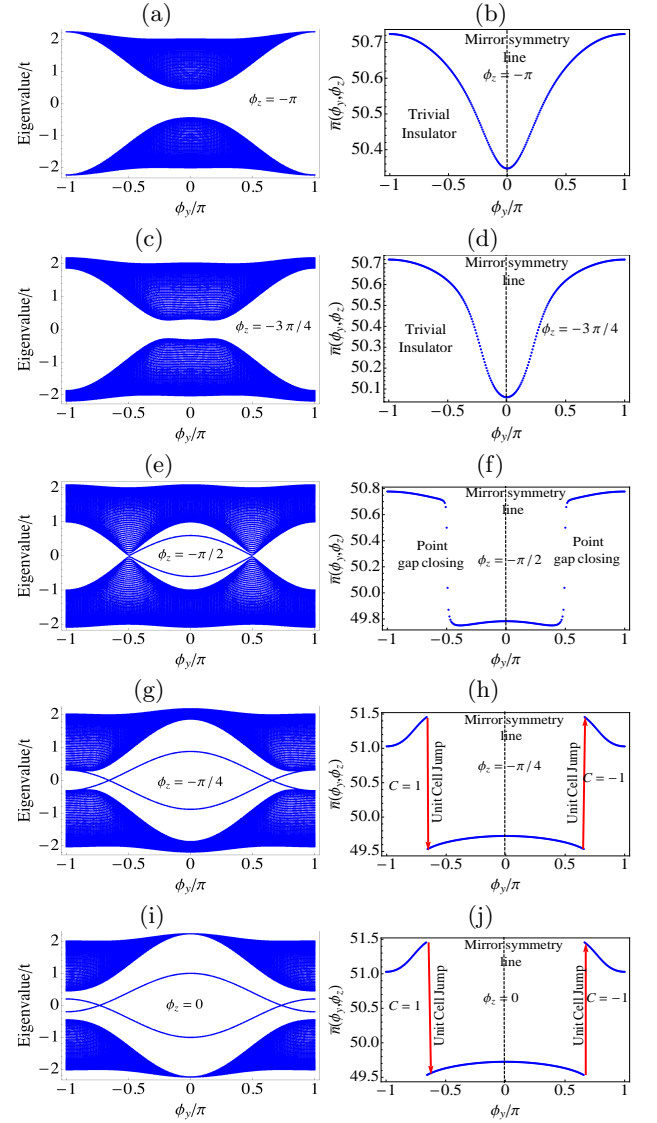 (a)
(b)
2
1
0
−1
−2
Eigenvalue/t
ϕz = −π
−1 −0.5 0 0.5 1
ϕy/π
50.7
50.6
50.5
50.4
n̄(ϕy,ϕz)
Mirror symmetry
line
ϕz = −π
Trivial
Insulator
−1 −0.5 0 0.5 1
ϕy/π
(c)
(d)
2
1
0
−1
−2
Eigenvalue/t
ϕz = −3 π/4
−1 −0.5 0 0.5 1
ϕy/π
50.7
50.6
50.5
50.4
50.3
50.2
50.1
n̄(ϕy,ϕz)
Mirror symmetry
line
ϕz = −3 π/4
Trivial
Insulator
−1 −0.5 0 0.5 1
ϕy/π
(e)
(f)
2
1
0
−1
−2
Eigenvalue/t
ϕz = −π/2
−1 −0.5 0 0.5 1
ϕy/π
50.8
50.6
50.4
50.2
50.0
49.8
n̄(ϕy,ϕz)
Mirror symmetry
line
Point
gap closing
ϕz = −π/2
Point
gap closing
−1 −0.5 0 0.5 1
ϕy/π
(g)
(h)
2
1
0
−1
−2
Eigenvalue/t
ϕz = −π/4
−1 −0.5 0 0.5 1
ϕy/π
51.5
51.0
50.5
50.0
49.5
n̄(ϕy,ϕz)
Mirror symmetry
line
ϕz = −π/4
C = 1
Unit Cell Jump
Unit Cell Jump
C = −1
−1 −0.5 0 0.5 1
ϕy/π
(i)
(j)
2
1
0
−1
−2
Eigenvalue/t
ϕz = 0
−1 −0.5 0 0.5 1
ϕy/π
51.5
51.0
50.5
50.0
49.5
n̄(ϕy,ϕz)
Mirror symmetry
line
ϕz = 0
C = 1
Unit Cell Jump
Unit Cell Jump
C = −1
−1 −0.5 0 0.5 1
ϕy/π